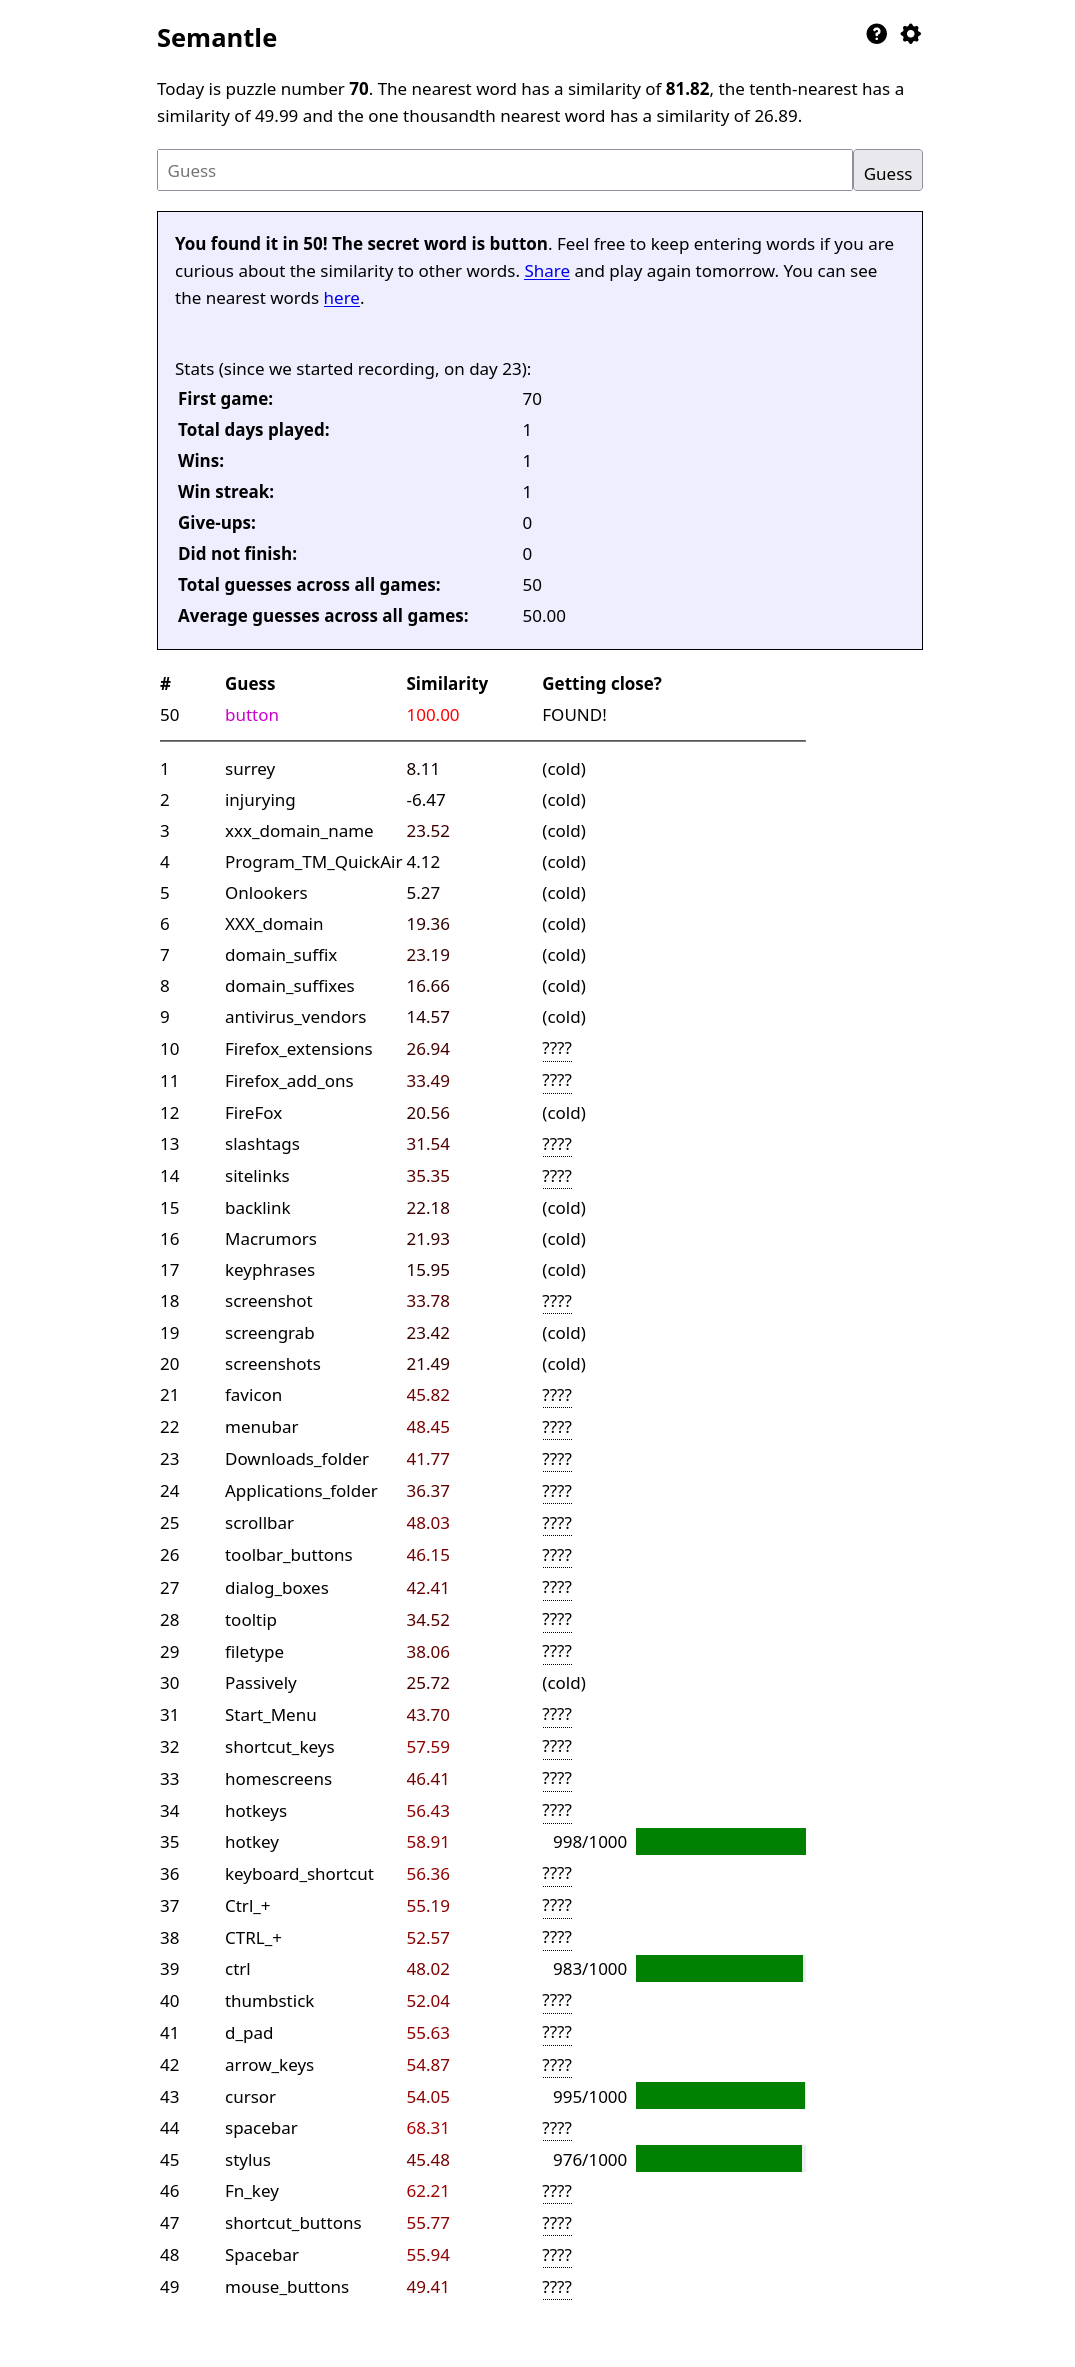 Semantle
Today is puzzle number 70. The nearest word has a similarity of 81.82, the tenth-nearest has a
similarity of 49.99 and the one thousandth nearest word has a similarity of 26.89.
Guess Guess
You found it in 50! The secret word is button. Feel free to keep entering words if you are
curious about the similarity to other words. Share and play again tomorrow. You can see
the nearest words here.
Stats (since we started recording, on day 23):
First game: 70
Total days played: 1
Wins: 1
Win streak: 1
Give-ups: 0
Did not finish: 0
Total guesses across all games: 50
Average guesses across all games: 50.00
# Guess Similarity Getting close?
50 button 100.00 FOUND!
1 surrey 8.11 (cold)
2 injurying -6.47 (cold)
3 xxx_domain_name 23.52 (cold)
4 Program_TM_QuickAir 4.12 (cold)
5 Onlookers 5.27 (cold)
6 XXX_domain 19.36 (cold)
7 domain_suffix 23.19 (cold)
8 domain_suffixes 16.66 (cold)
9 antivirus_vendors 14.57 (cold)
10 Firefox_extensions 26.94 ????
11 Firefox_add_ons 33.49 ????
12 FireFox 20.56 (cold)
13 slashtags 31.54 ????
14 sitelinks 35.35 ????
15 backlink 22.18 (cold)
16 Macrumors 21.93 (cold)
17 keyphrases 15.95 (cold)
18 screenshot 33.78 ????
19 screengrab 23.42 (cold)
20 screenshots 21.49 (cold)
21 favicon 45.82 ????
22 menubar 48.45 ????
23 Downloads_folder 41.77 ????
24 Applications_folder 36.37 ????
25 scrollbar 48.03 ????
26 toolbar_buttons 46.15 ????
27 dialog_boxes 42.41 ????
28 tooltip 34.52 ????
29 filetype 38.06 ????
30 Passively 25.72 (cold)
31 Start_Menu 43.70 ????
32 shortcut_keys 57.59 ????
33 homescreens 46.41 ????
34 hotkeys 56.43 ????
35 hotkey 58.91 998/1000
36 keyboard_shortcut 56.36 ????
37 Ctrl_+ 55.19 ????
38 CTRL_+ 52.57 ????
39 ctrl 48.02 983/1000
40 thumbstick 52.04 ????
41 d_pad 55.63 ????
42 arrow_keys 54.87 ????
43 cursor 54.05 995/1000
44 spacebar 68.31 ????
45 stylus 45.48 976/1000
46 Fn_key 62.21 ????
47 shortcut_buttons 55.77 ????
48 Spacebar 55.94 ????
49 mouse_buttons 49.41 ????